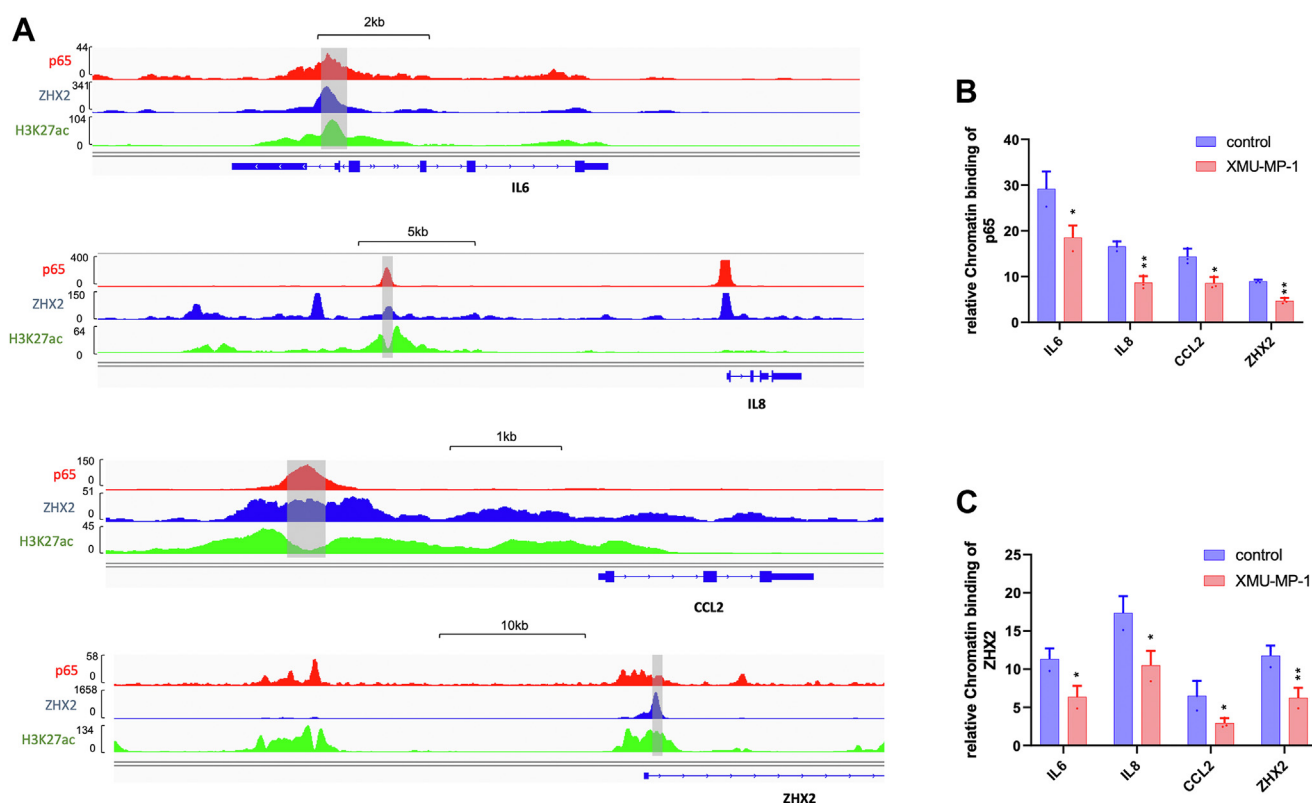 A
2kb
p65
44
0
ZHX2
341
0
H3K27ac
104
0
IL6
5kb
p65
400
0
ZHX2
150
0
H3K27ac
64
0
IL8
1kb
p65
150
0
ZHX2
51
0
H3K27ac
45
0
CCL2
10kb
p65
58
0
ZHX2
1658
0
H3K27ac
134
0
ZHX2
B
relative Chromatin binding of
p65
40
30
20
10
0
control
XMU-MP-1
*
**
*
**
IL6
IL8
CCL2
ZHX2
C
relative Chromatin binding of
ZHX2
25
20
15
10
5
0
control
XMU-MP-1
*
*
*
**
IL6
IL8
CCL2
ZHX2